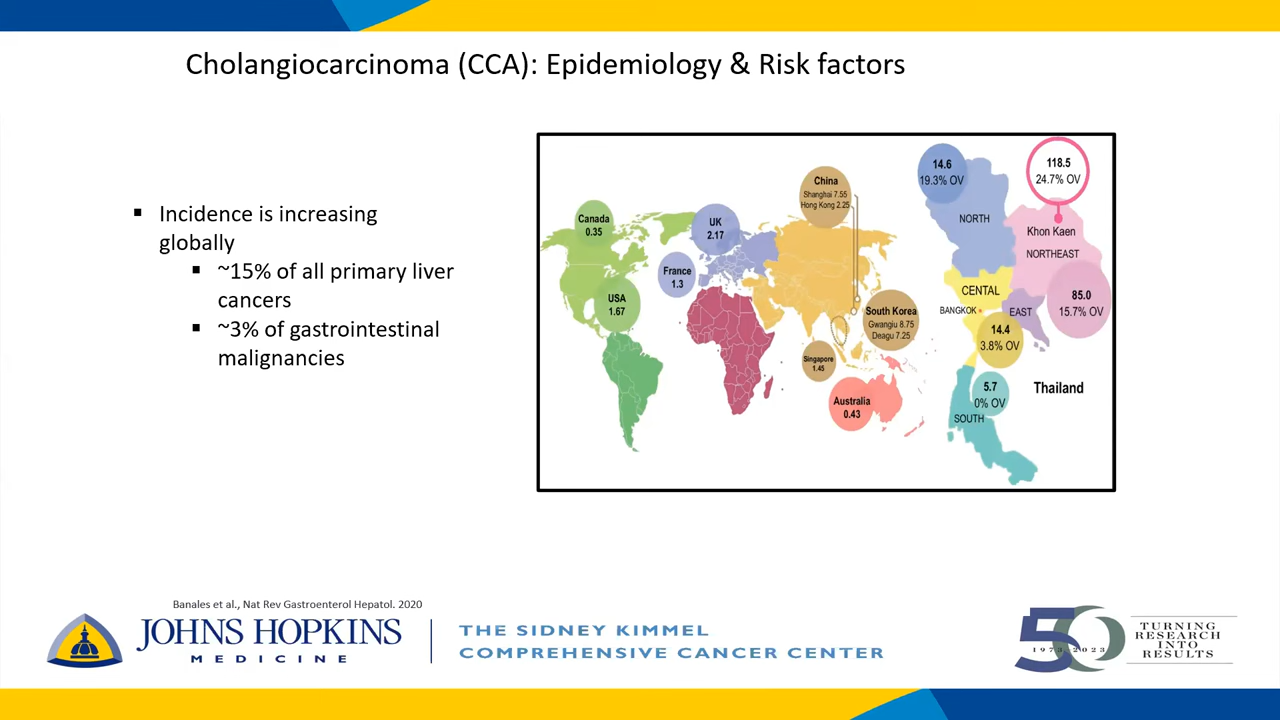 Cholangiocarcinoma (CCA): Epidemiology & Risk factors
▪ Incidence is increasing
globally
▪ ~15% of all primary liver
cancers
▪ ~3% of gastrointestinal
malignancies
Canada
0.35
USA
1.67
UK
2.17
France
1.3
China
Shanghai 7.55
Hong Kong 2.25
South Korea
Gwangiu 8.75
Deagu 7.25
Singapore
1.45
Australia
0.43
14.6
19.3% OV
NORTH
118.5
24.7% OV
Khon Kaen
NORTHEAST
85.0
15.7% OV
CENTAL
BANGKOK
EAST
14.4
3.8% OV
5.7
0% OV
SOUTH
Thailand
Banales et al., Nat Rev Gastroenterol Hepatol. 2020
JOHNS HOPKINS
MEDICINE
THE SIDNEY KIMMEL
COMPREHENSIVE CANCER CENTER
50
1973-2023
TURNING
RESEARCH
INTO
RESULTS